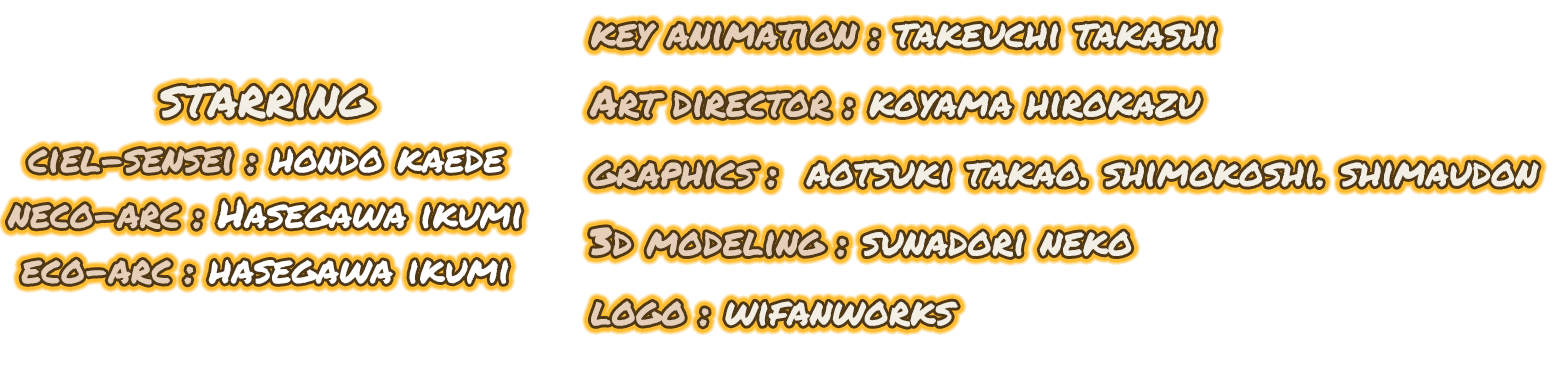 STARRING
CIEL-SENSEI : HONDO KAEDE
NECO-ARC : HASEGAWA IKUMI
ECO-ARC : HASEGAWA IKUMI
KEY ANIMATION : TAKEUCHI TAKASHI
ART DIRECTOR : KOYAMA HIROKAZU
GRAPHICS : AOTSUKI TAKAO. SHIMOKOSHI. SHIMAUDON
3D MODELING : SUNADORI NEKO
LOGO : WIFANWORKS